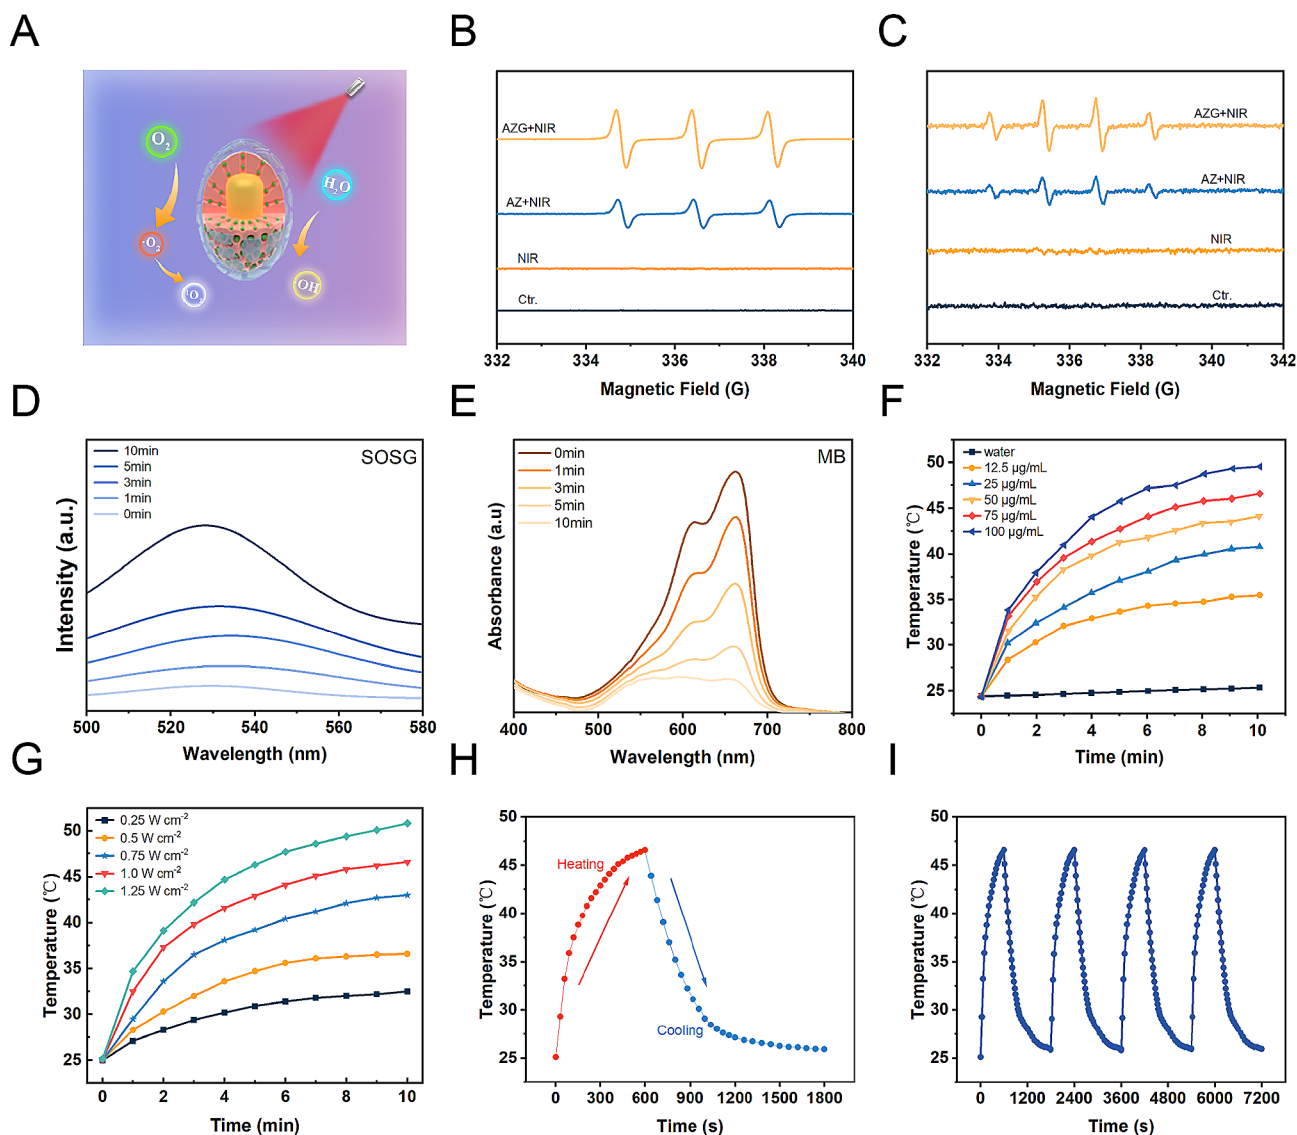 A
O2
·O2
¹O2
H2O
·OH
B
AZG+NIR
AZ+NIR
NIR
Ctr.
332 334 336 338 340
Magnetic Field (G)
C
AZG+NIR
AZ+NIR
NIR
Ctr.
332 334 336 338 340 342
Magnetic Field (G)
D
10min
5min
3min
1min
0min
SOSG
Intensity (a.u.)
500 520 540 560 580
Wavelength (nm)
E
0min
1min
3min
5min
10min
MB
Absorbance (a.u)
400 500 600 700 800
Wavelength (nm)
F
water
12.5 μg/mL
25 μg/mL
50 μg/mL
75 μg/mL
100 μg/mL
Temperature (℃)
50
45
40
35
30
25
0 2 4 6 8 10
Time (min)
G
0.25 W cm⁻²
0.5 W cm⁻²
0.75 W cm⁻²
1.0 W cm⁻²
1.25 W cm⁻²
Temperature (℃)
50
45
40
35
30
25
0 2 4 6 8 10
Time (min)
H
Heating
Cooling
Temperature (℃)
50
45
40
35
30
25
0 300 600 900 1200 1500 1800
Time (s)
I
Temperature (℃)
50
45
40
35
30
25
0 1200 2400 3600 4800 6000 7200
Time (s)